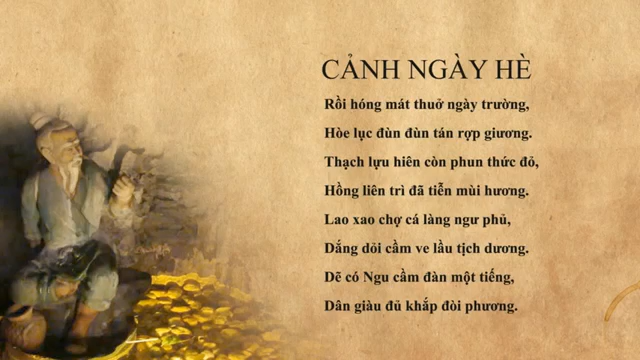 CẢNH NGÀY HÈ
Rồi hóng mát thuở ngày trường,
Hòe lục đùn đùn tán rợp giương.
Thạch lựu hiên còn phun thức đỏ,
Hồng liên trì đã tiễn mùi hương.
Lao xao chợ cá làng ngư phủ,
Dắng dỏi cầm ve lầu tịch dương.
Dẽ có Ngu cầm đàn một tiếng,
Dân giàu đủ khắp đòi phương.